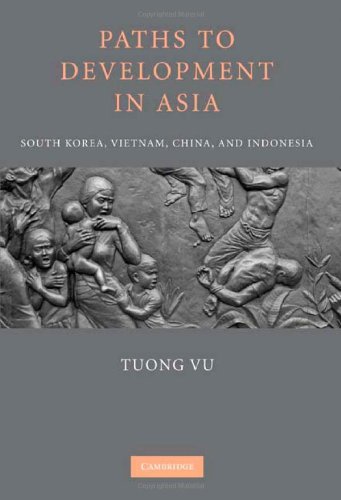 PATHS TO
DEVELOPMENT
IN ASIA
SOUTH KOREA, VIETNAM, CHINA, AND INDONESIA
TUONG VU
CAMBRIDGE